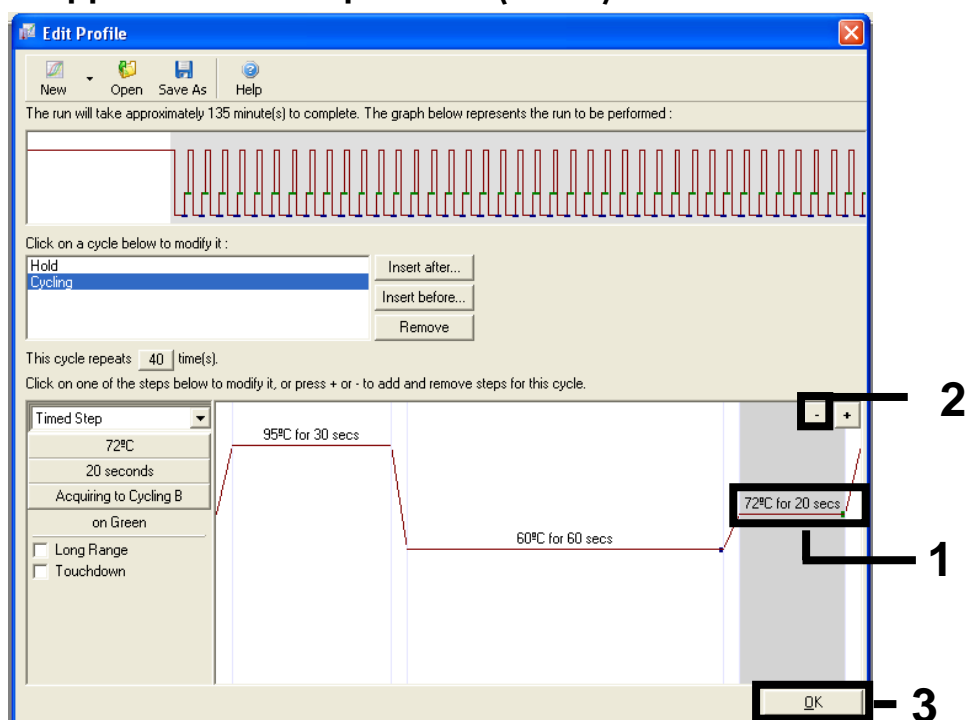 Edit Profile
New Open Save As Help
The run will take approximately 135 minute(s) to complete. The graph below represents the run to be performed :
Click on a cycle below to modify it :
Hold
Cycling
Insert after...
Insert before...
Remove
This cycle repeats 40 time(s).
Click on one of the steps below to modify it, or press + or - to add and remove steps for this cycle.
Timed Step
72ºC
20 seconds
Acquiring to Cycling B
on Green
Long Range
Touchdown
95ºC for 30 secs
60ºC for 60 secs
72ºC for 20 secs
- +
2
1
OK
3